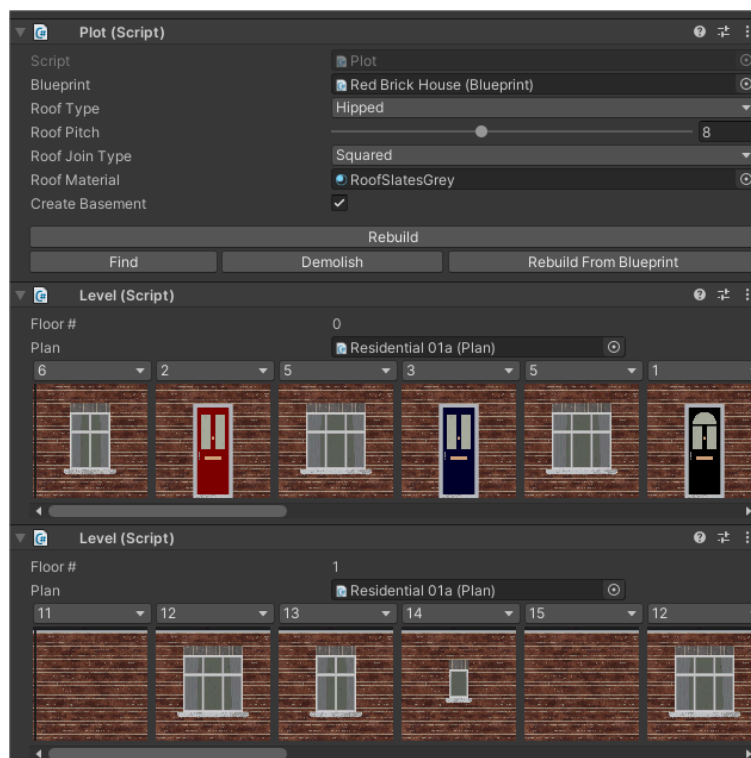 Plot (Script)
Script Plot
Blueprint Red Brick House (Blueprint)
Roof Type Hipped
Roof Pitch 8
Roof Join Type Squared
Roof Material RoofSlatesGrey
Create Basement
Rebuild
Find Demolish Rebuild From Blueprint
Level (Script)
Floor # 0
Plan Residential 01a (Plan)
6 2 5 3 5 1
Level (Script)
Floor # 1
Plan Residential 01a (Plan)
11 12 13 14 15 12